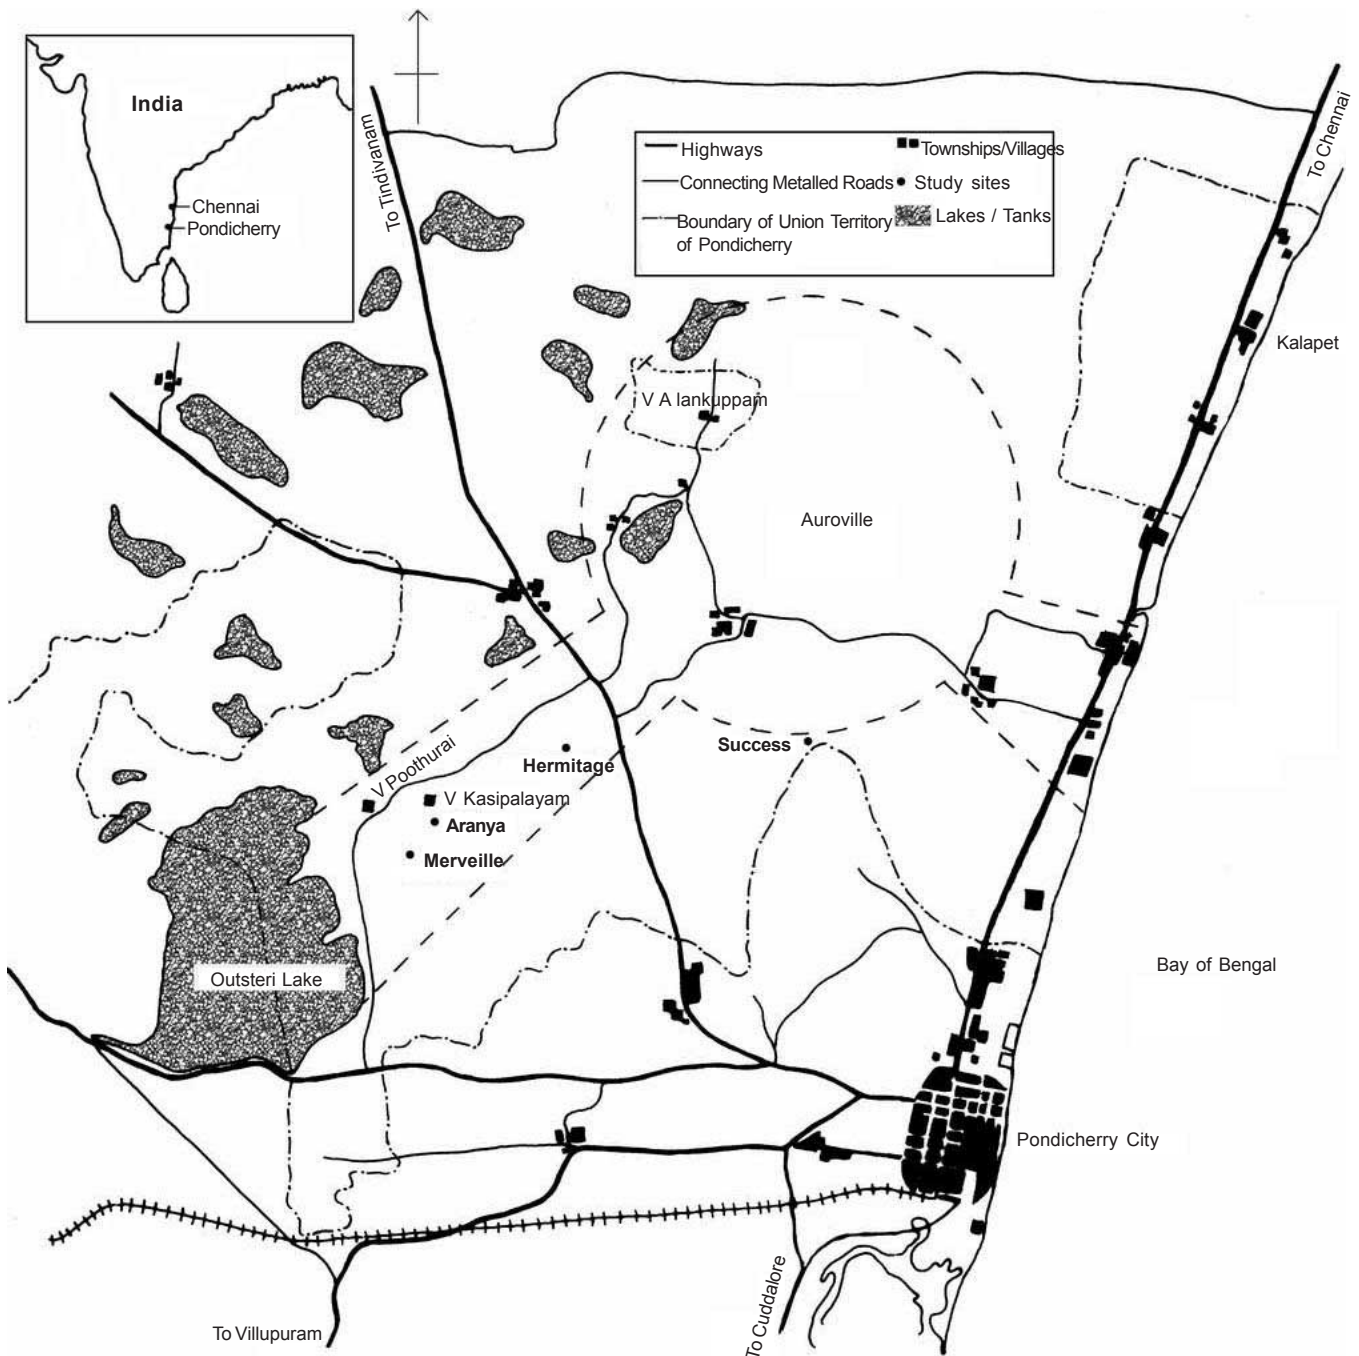 India
Chennai
Pondicherry
To Tindivanam
To Chennai
Highways
Townships/Villages
Connecting Metalled Roads
Study sites
Boundary of Union Territory
of Pondicherry
Lakes / Tanks
Kalapet
V A lankuppam
Auroville
V Poothurai
Hermitage
Success
V Kasipalayam
Aranya
Merveille
Outsteri Lake
Bay of Bengal
Pondicherry City
To Villupuram
To Cuddalore